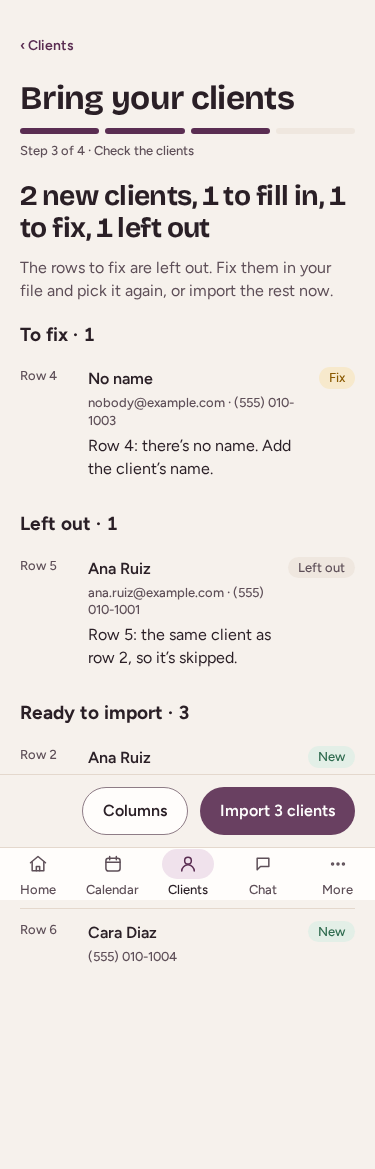 ‹ Clients
Bring your clients
Step 3 of 4 · Check the clients
2 new clients, 1 to fill in, 1
to fix, 1 left out
The rows to fix are left out. Fix them in your
file and pick it again, or import the rest now.
To fix · 1
Row 4
No name
Fix
nobody@example.com · (555) 010-
1003
Row 4: there’s no name. Add
the client’s name.
Left out · 1
Row 5
Ana Ruiz
Left out
ana.ruiz@example.com · (555)
010-1001
Row 5: the same client as
row 2, so it’s skipped.
Ready to import · 3
Row 2
Ana Ruiz
New
Columns
Import 3 clients
Home
Calendar
Clients
Chat
More
Row 6
Cara Diaz
New
(555) 010-1004